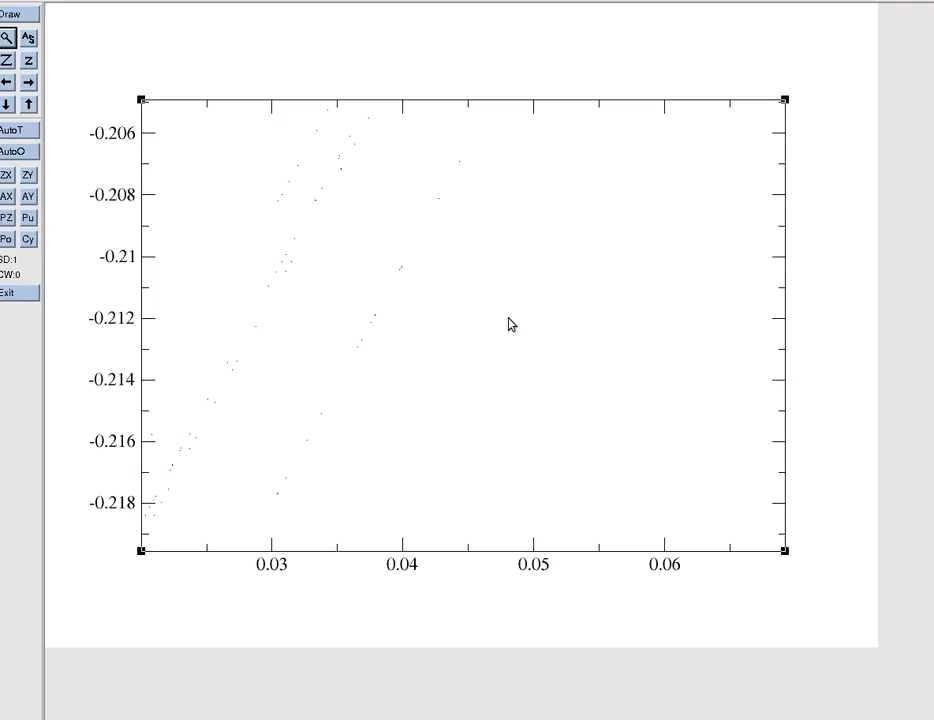 Draw
AS
Z z
AutoT
AutoO
ZX ZY
AX AY
PZ Pu
Po Cy
SD:1
CW:0
Exit
-0.206
-0.208
-0.21
-0.212
-0.214
-0.216
-0.218
0.03 0.04 0.05 0.06